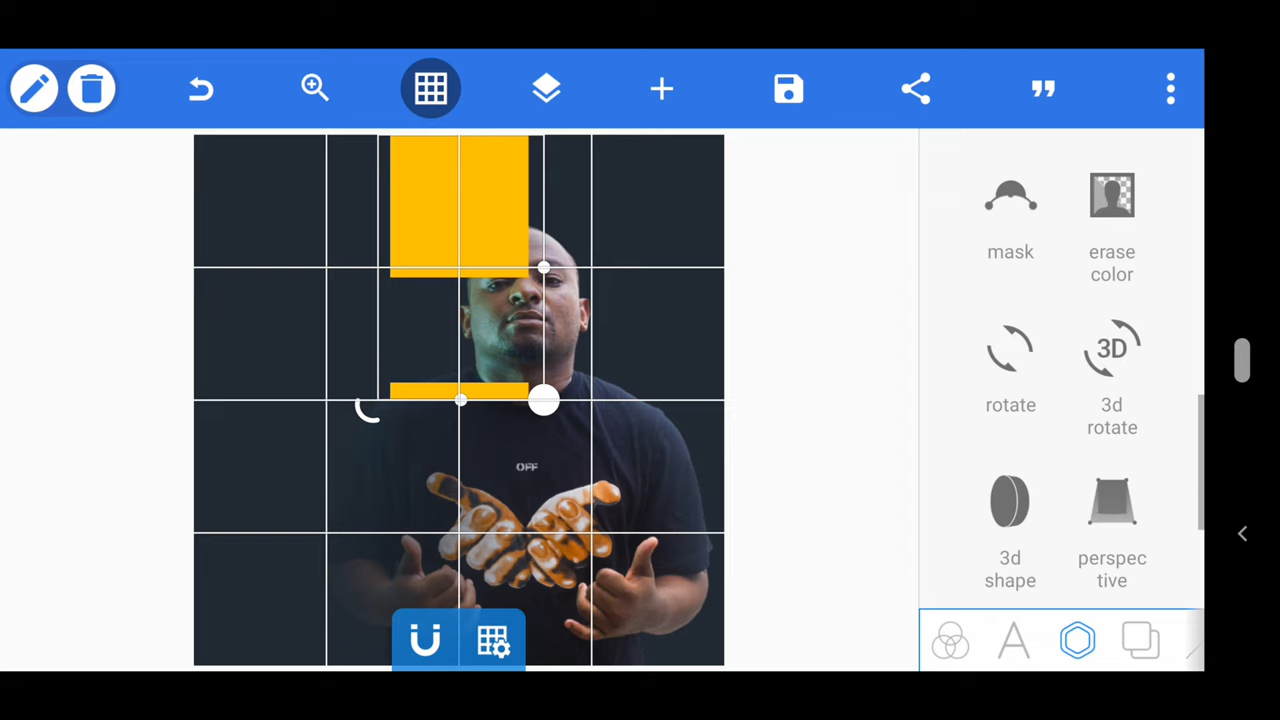 mask
erase
color
3D
rotate
3d
rotate
3d
shape
perspec
tive
OFF
A